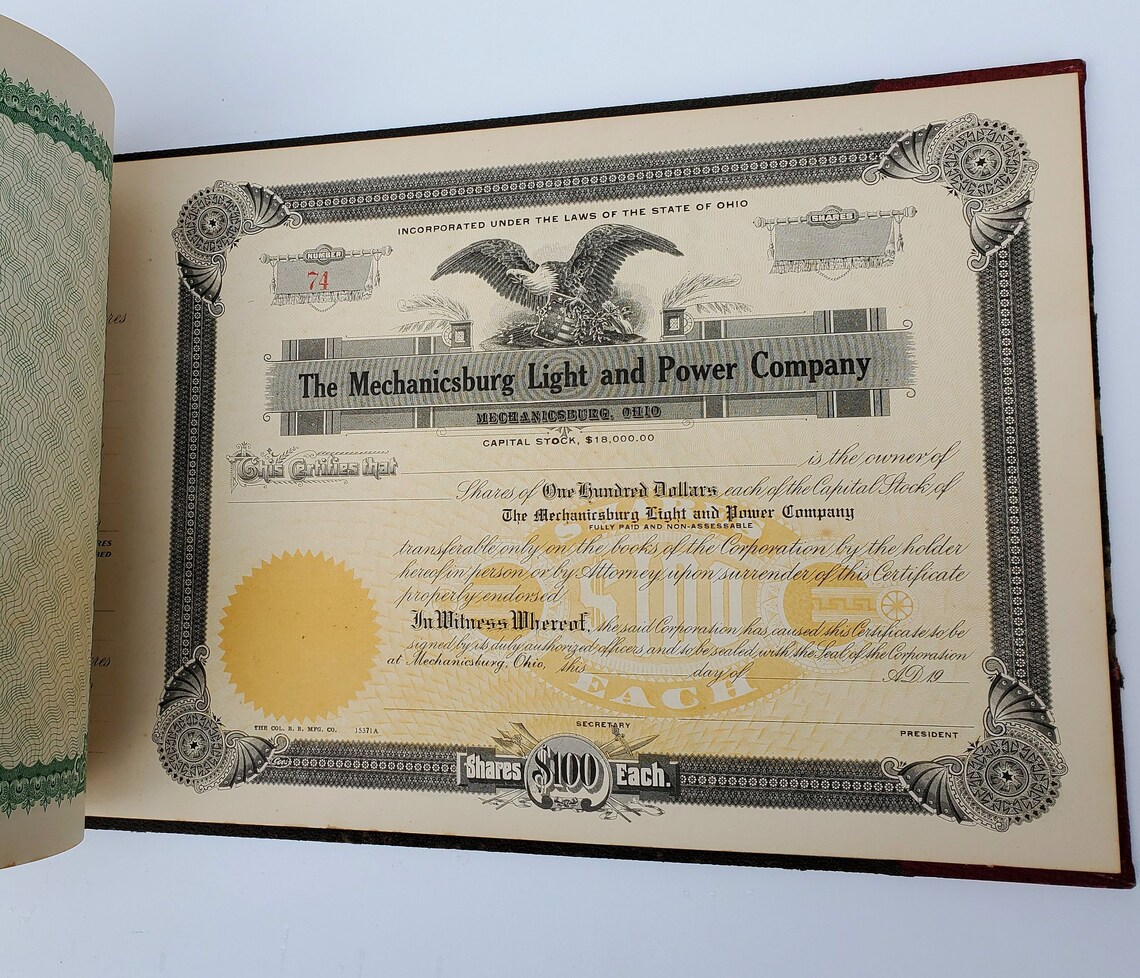 INCORPORATED UNDER THE LAWS OF THE STATE OF OHIO
NUMBER
74
SHARES
The Mechanicsburg Light and Power Company
MECHANICSBURG, OHIO
CAPITAL STOCK, $18,000.00
This Certifies that is the owner of
Shares of One Hundred Dollars each of the Capital Stock of
The Mechanicsburg Light and Power Company
FULLY PAID AND NON-ASSESSABLE
transferable only on the books of the Corporation by the holder
hereof in person or by Attorney upon surrender of this Certificate
properly endorsed.
In Witness Whereof, the said Corporation has caused this Certificate to be
signed by its duly authorized officers and to be sealed with the Seal of the Corporation
at Mechanicsburg, Ohio, this day of A.D. 19
SHARES
$100
EACH
THE COL. B. B. MFG. CO. 15371A
SECRETARY
PRESIDENT
Shares $100 Each.